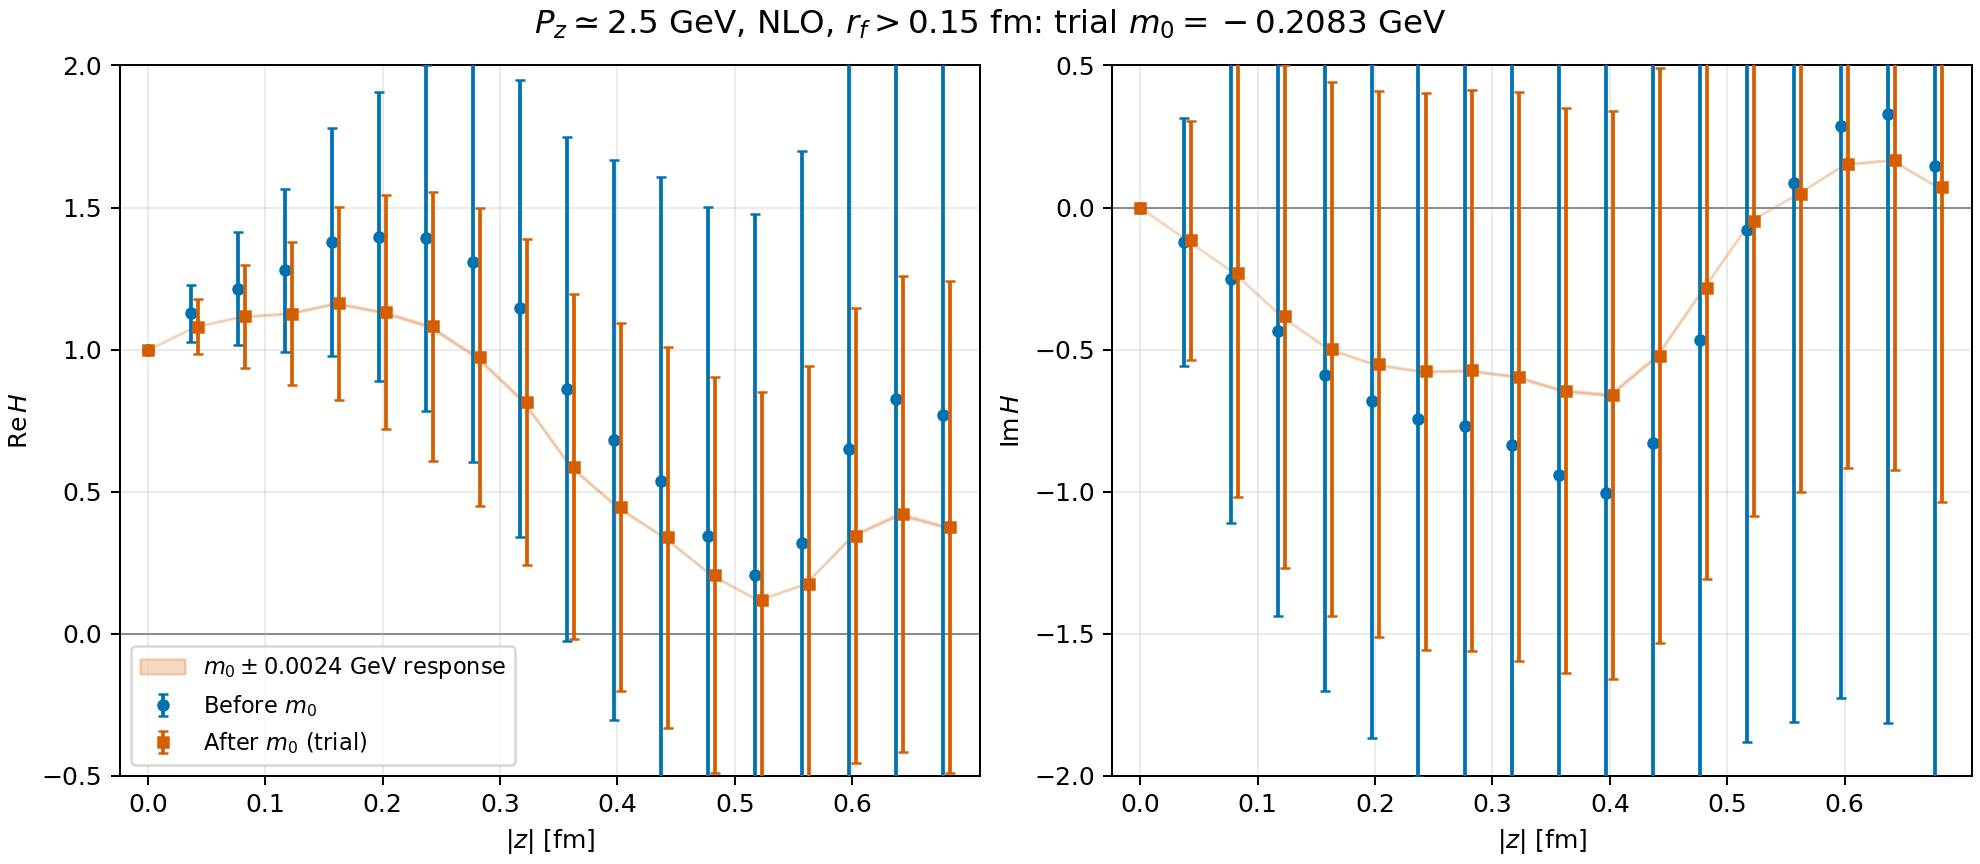 P_z ≃ 2.5 GeV, NLO, r_f > 0.15 fm: trial m_0 = −0.2083 GeV
2.0
1.5
1.0
0.5
0.0
−0.5
Re H
0.0 0.1 0.2 0.3 0.4 0.5 0.6
|z| [fm]
m_0 ± 0.0024 GeV response
Before m_0
After m_0 (trial)
0.5
0.0
−0.5
−1.0
−1.5
−2.0
Im H
0.0 0.1 0.2 0.3 0.4 0.5 0.6
|z| [fm]